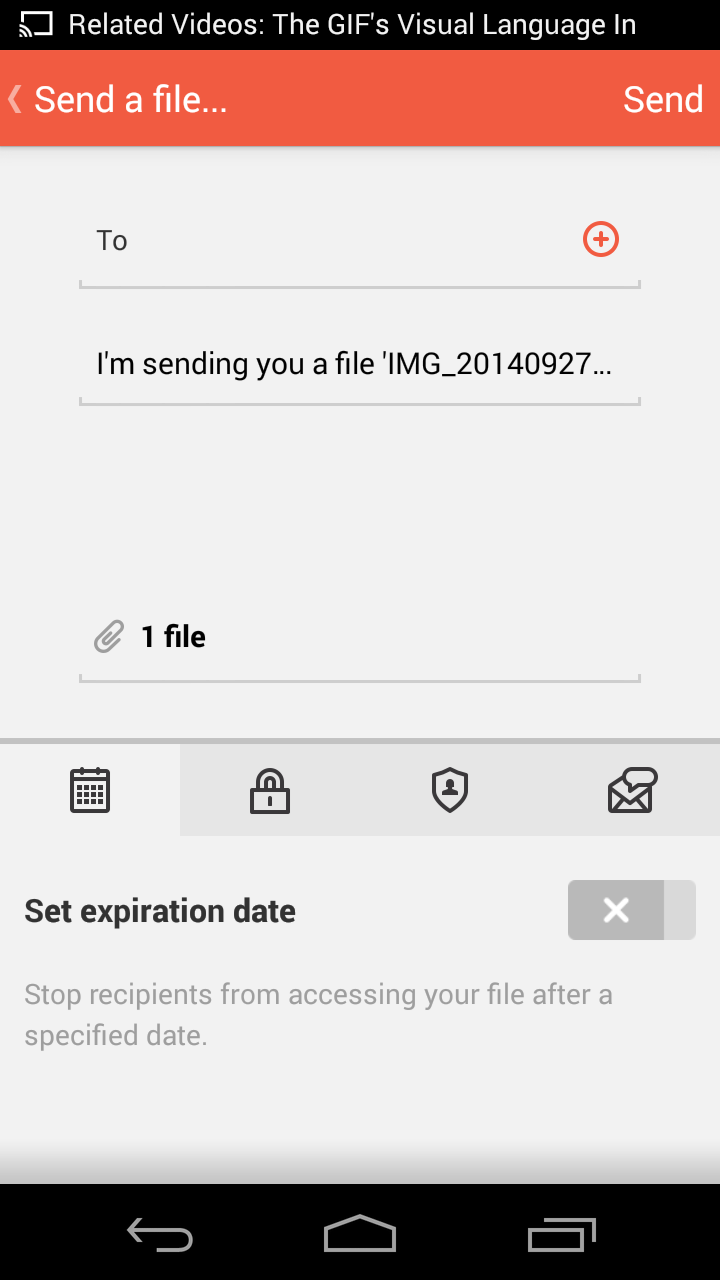 Related Videos: The GIF's Visual Language In
Send a file...
Send
To
I'm sending you a file 'IMG_20140927...
1 file
Set expiration date
Stop recipients from accessing your file after a
specified date.